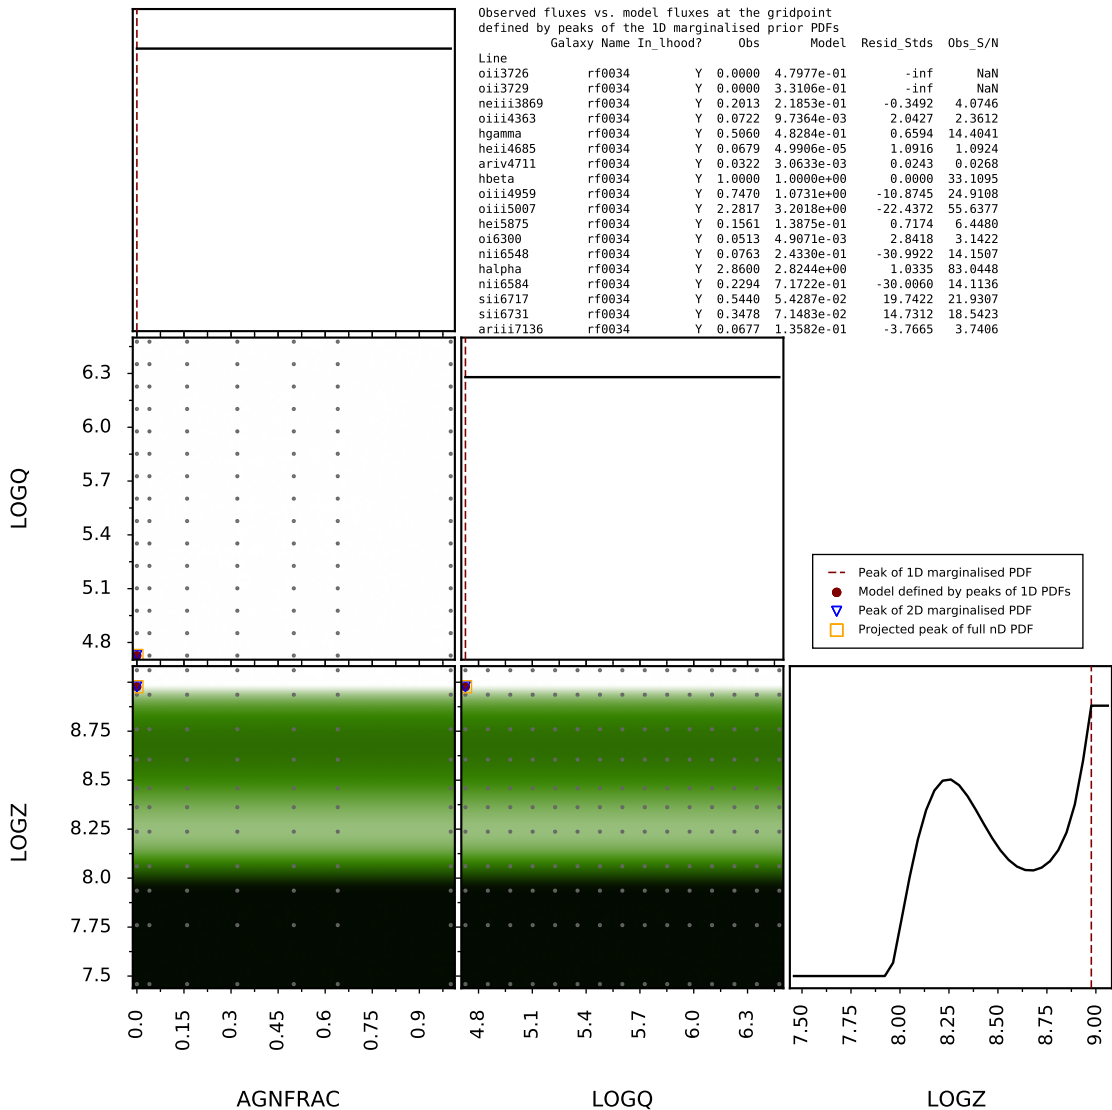 Observed fluxes vs. model fluxes at the gridpoint
defined by peaks of the 1D marginalised prior PDFs
Galaxy Name In_lhood? Obs Model Resid_Stds Obs_S/N
Line
oii3726 rf0034 Y 0.0000 4.7977e-01 -inf NaN
oii3729 rf0034 Y 0.0000 3.3106e-01 -inf NaN
neiii3869 rf0034 Y 0.2013 2.1853e-01 -0.3492 4.0746
oiii4363 rf0034 Y 0.0722 9.7364e-03 2.0427 2.3612
hgamma rf0034 Y 0.5060 4.8284e-01 0.6594 14.4041
heii4685 rf0034 Y 0.0679 4.9906e-05 1.0916 1.0924
ariv4711 rf0034 Y 0.0322 3.0633e-03 0.0243 0.0268
hbeta rf0034 Y 1.0000 1.0000e+00 0.0000 33.1095
oiii4959 rf0034 Y 0.7470 1.0731e+00 -10.8745 24.9108
oiii5007 rf0034 Y 2.2817 3.2018e+00 -22.4372 55.6377
hei5875 rf0034 Y 0.1561 1.3875e-01 0.7174 6.4480
oi6300 rf0034 Y 0.0513 4.9071e-03 2.8418 3.1422
nii6548 rf0034 Y 0.0763 2.4330e-01 -30.9922 14.1507
halpha rf0034 Y 2.8600 2.8244e+00 1.0335 83.0448
nii6584 rf0034 Y 0.2294 7.1722e-01 -30.0060 14.1136
sii6717 rf0034 Y 0.5440 5.4287e-02 19.7422 21.9307
sii6731 rf0034 Y 0.3478 7.1483e-02 14.7312 18.5423
ariii7136 rf0034 Y 0.0677 1.3582e-01 -3.7665 3.7406
6.3
6.0
5.7
5.4
5.1
4.8
LOGQ
Peak of 1D marginalised PDF
Model defined by peaks of 1D PDFs
Peak of 2D marginalised PDF
Projected peak of full nD PDF
8.75
8.5
8.25
8.0
7.75
7.5
LOGZ
0.0 0.15 0.3 0.45 0.6 0.75 0.9
4.8 5.1 5.4 5.7 6.0 6.3
7.50 7.75 8.00 8.25 8.50 8.75 9.00
AGNFRAC LOGQ LOGZ